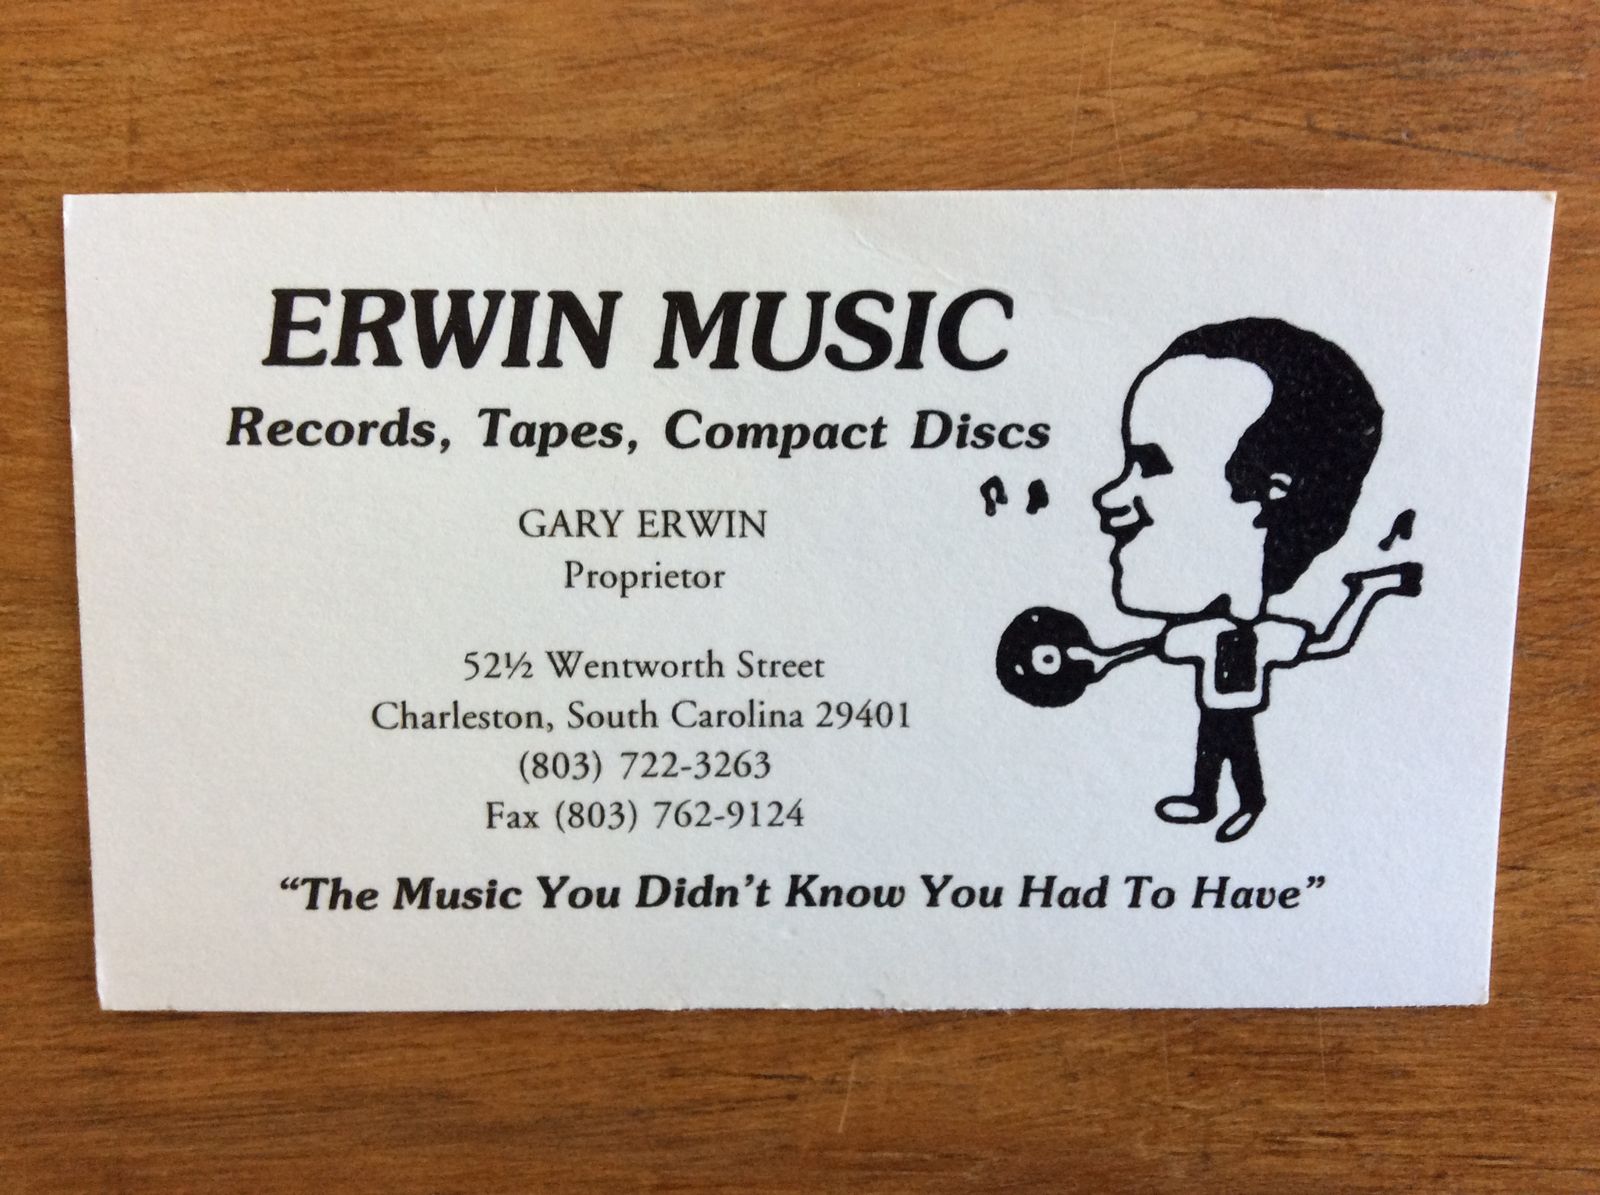 ERWIN MUSIC
Records, Tapes, Compact Discs
GARY ERWIN
Proprietor
52½ Wentworth Street
Charleston, South Carolina 29401
(803) 722-3263
Fax (803) 762-9124
“The Music You Didn’t Know You Had To Have”